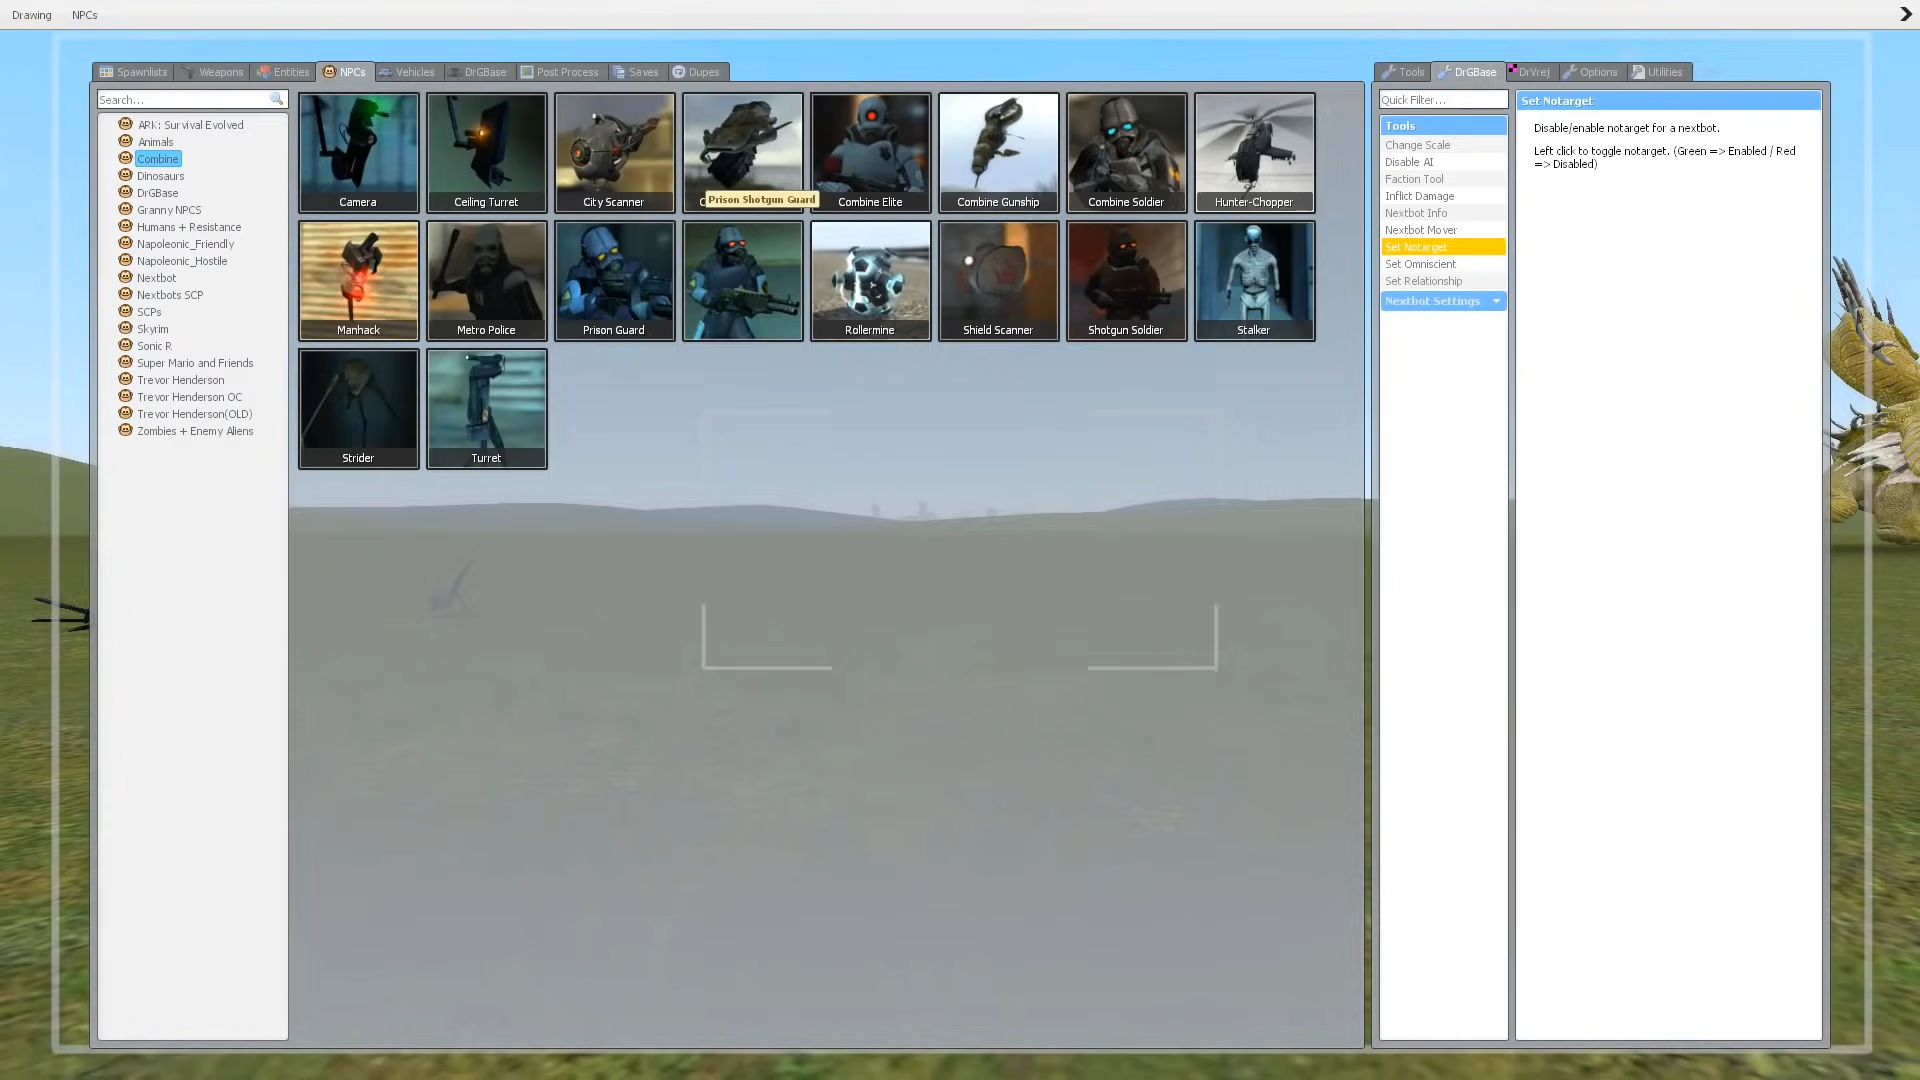 Drawing NPCs
Spawnlists Weapons Entities NPCs Vehicles DrGBase Post Process Saves Dupes
Tools DrGBase DrVrej Options Utilities
Search...
ARK: Survival Evolved
Animals
Combine
Dinosaurs
DrGBase
Granny NPCS
Humans + Resistance
Napoleonic_Friendly
Napoleonic_Hostile
Nextbot
Nextbots SCP
SCPs
Skyrim
Sonic R
Super Mario and Friends
Trevor Henderson
Trevor Henderson OC
Trevor Henderson(OLD)
Zombies + Enemy Aliens
Camera Ceiling Turret City Scanner Combine Elite Combine Gunship Combine Soldier Hunter-Chopper
Prison Shotgun Guard
Manhack Metro Police Prison Guard Rollermine Shield Scanner Shotgun Soldier Stalker
Strider Turret
Quick Filter...
Tools
Change Scale
Disable AI
Faction Tool
Inflict Damage
Nextbot Info
Nextbot Mover
Set Notarget
Set Omniscient
Set Relationship
Nextbot Settings
Set Notarget
Disable/enable notarget for a nextbot.
Left click to toggle notarget. (Green => Enabled / Red
=> Disabled)